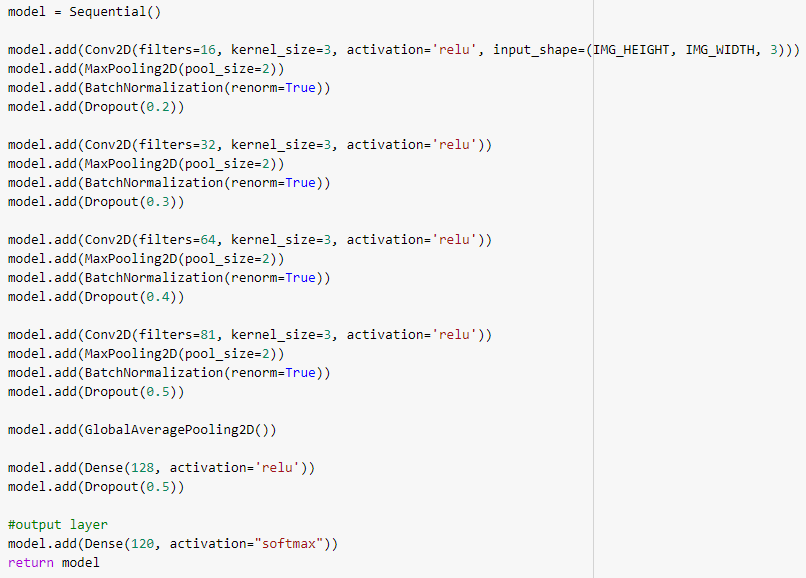 model = Sequential()
model.add(Conv2D(filters=16, kernel_size=3, activation='relu', input_shape=(IMG_HEIGHT, IMG_WIDTH, 3)))
model.add(MaxPooling2D(pool_size=2))
model.add(BatchNormalization(renorm=True))
model.add(Dropout(0.2))
model.add(Conv2D(filters=32, kernel_size=3, activation='relu'))
model.add(MaxPooling2D(pool_size=2))
model.add(BatchNormalization(renorm=True))
model.add(Dropout(0.3))
model.add(Conv2D(filters=64, kernel_size=3, activation='relu'))
model.add(MaxPooling2D(pool_size=2))
model.add(BatchNormalization(renorm=True))
model.add(Dropout(0.4))
model.add(Conv2D(filters=81, kernel_size=3, activation='relu'))
model.add(MaxPooling2D(pool_size=2))
model.add(BatchNormalization(renorm=True))
model.add(Dropout(0.5))
model.add(GlobalAveragePooling2D())
model.add(Dense(128, activation='relu'))
model.add(Dropout(0.5))
#output layer
model.add(Dense(120, activation="softmax"))
return model